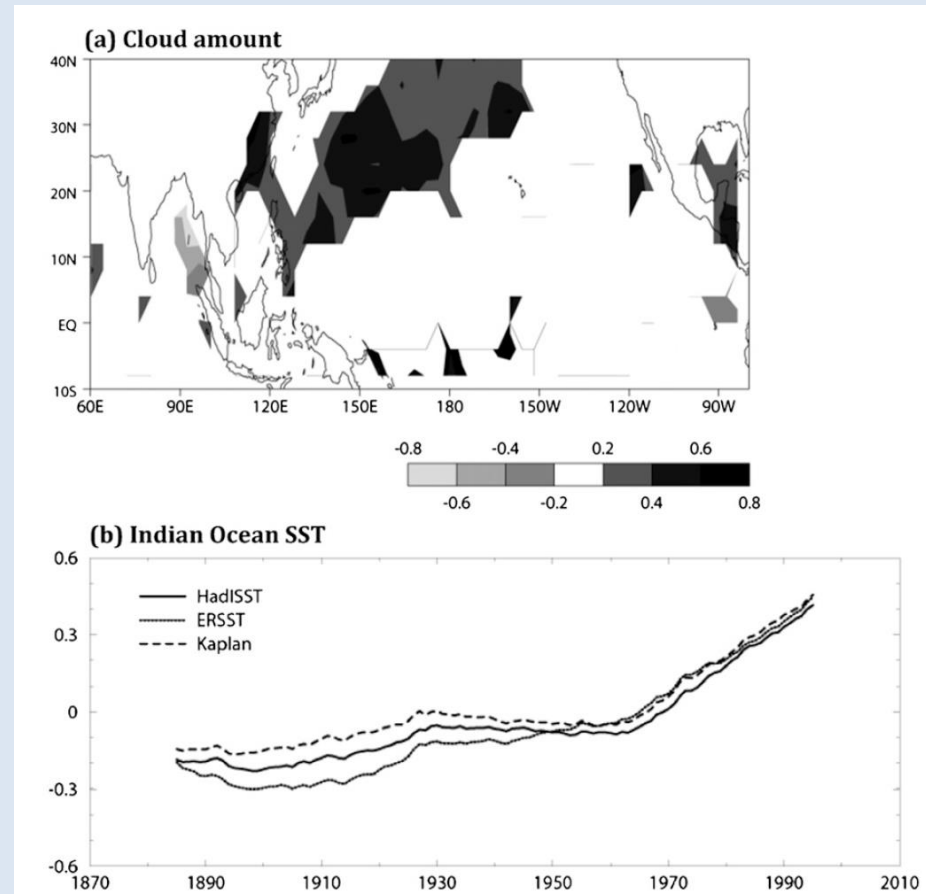 (a) Cloud amount
40N
30N
20N
10N
EQ
10S
60E 90E 120E 150E 180 150W 120W 90W
-0.8 -0.4 0.2 0.6
-0.6 -0.2 0.4 0.8
(b) Indian Ocean SST
0.6
HadISST
ERSST
Kaplan
0.3
0
-0.3
-0.6
1870 1890 1910 1930 1950 1970 1990 2010